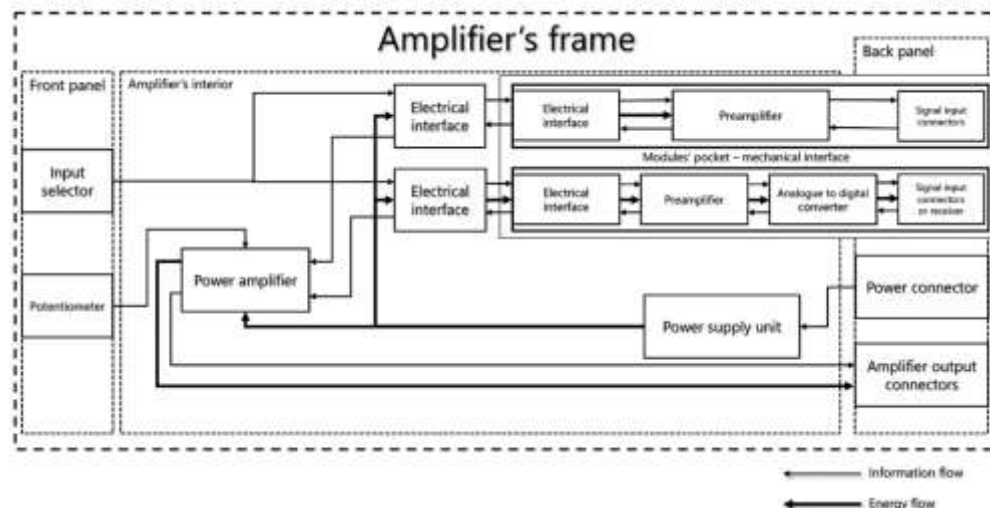 Amplifier's frame
Back panel
Front panel
Amplifier's interior
Electrical
interface
Electrical
interface
Preamplifier
Signal input
connectors
Modules' pocket – mechanical interface
Input
selector
Electrical
interface
Electrical
interface
Preamplifier
Analogue to digital
converter
Signal input
connectors
or receiver
Power amplifier
Potentiometer
Power connector
Power supply unit
Amplifier output
connectors
Information flow
Energy flow